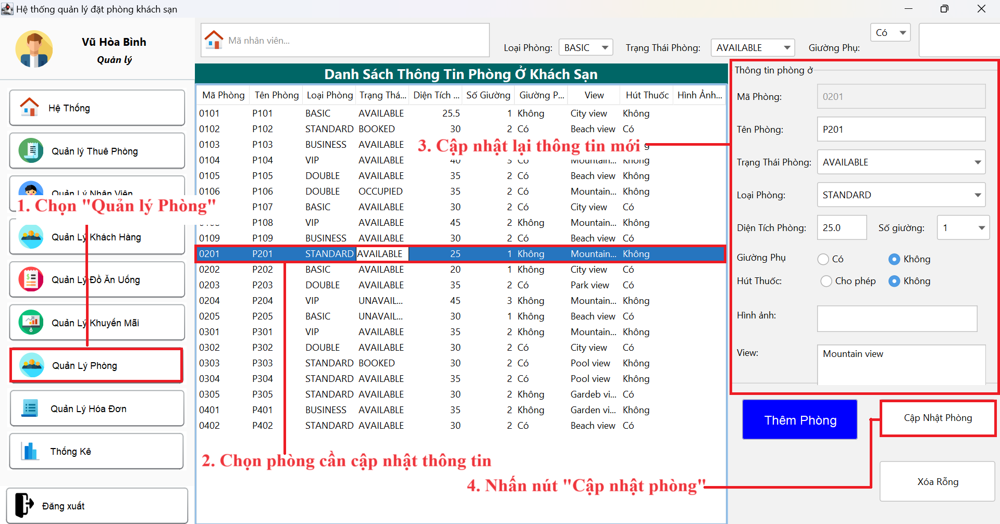 Hệ thống quản lý đặt phòng khách sạn
Vũ Hòa Bình
Quản lý
Hệ Thống
Quản lý Thuê Phòng
Quản Lý Nhân Viên
1. Chọn "Quản lý Phòng"
Quản Lý Khách Hàng
Quản Lý Đồ Ăn Uống
Quản Lý Khuyến Mãi
Quản Lý Phòng
Quản Lý Hóa Đơn
Thống Kê
Đăng xuất
Mã nhân viên...
Loại Phòng: BASIC Trạng Thái Phòng: AVAILABLE Giường Phụ: Có
Danh Sách Thông Tin Phòng Ở Khách Sạn
Mã Phòng Tên Phòng Loại Phòng Trạng Thá... Diện Tích ... Số Giường Giường P... View Hút Thuốc Hình Ảnh...
0101 P101 BASIC AVAILABLE 25.5 1 Không City view Không
0102 P102 STANDARD BOOKED 30 2 Có Beach view Có
0103 P103 BUSINESS AVAILABLE
3. Cập nhật lại thông tin mới
0104 P104 VIP AVAILABLE 40 3 Có Mountain... Không
0105 P105 DOUBLE AVAILABLE 35 2 Có Beach view Không
0106 P106 DOUBLE OCCUPIED 35 2 Có Mountain... Không
P107 BASIC AVAILABLE 30 2 Có City view Có
P108 VIP AVAILABLE 45 2 Không Mountain... Không
0109 P109 BUSINESS AVAILABLE 30 2 Có Beach view Có
0201 P201 STANDARD AVAILABLE 25 1 Không Mountain... Không
0202 P202 BASIC AVAILABLE 20 1 Không City view Có
0203 P203 DOUBLE AVAILABLE 35 2 Có Park view Có
0204 P204 VIP UNAVAIL... 45 3 Không Mountain... Không
0205 P205 BASIC UNAVAIL... 30 1 Không Beach view Có
0301 P301 VIP AVAILABLE 35 2 Không Mountain... Không
0302 P302 DOUBLE AVAILABLE 30 2 Có City view Có
0303 P303 STANDARD BOOKED 30 2 Có Pool view Không
0304 P304 STANDARD AVAILABLE 35 2 Có Pool view Không
0305 P305 STANDARD AVAILABLE 30 2 Không Gardeb vi... Có
0401 P401 BUSINESS AVAILABLE 35 2 Không Garden vi... Không
0402 P402 STANDARD AVAILABLE 30 2 Có Beach view Có
2. Chọn phòng cần cập nhật thông tin
4. Nhấn nút "Cập nhật phòng"
Thông tin phòng ở
Mã Phòng: 0201
Tên Phòng: P201
Trạng Thái Phòng: AVAILABLE
Loại Phòng: STANDARD
Diện Tích Phòng: 25.0 Số giường: 1
Giường Phụ Có Không
Hút Thuốc: Cho phép Không
Hình ảnh:
View: Mountain view
Thêm Phòng
Cập Nhật Phòng
Xóa Rỗng